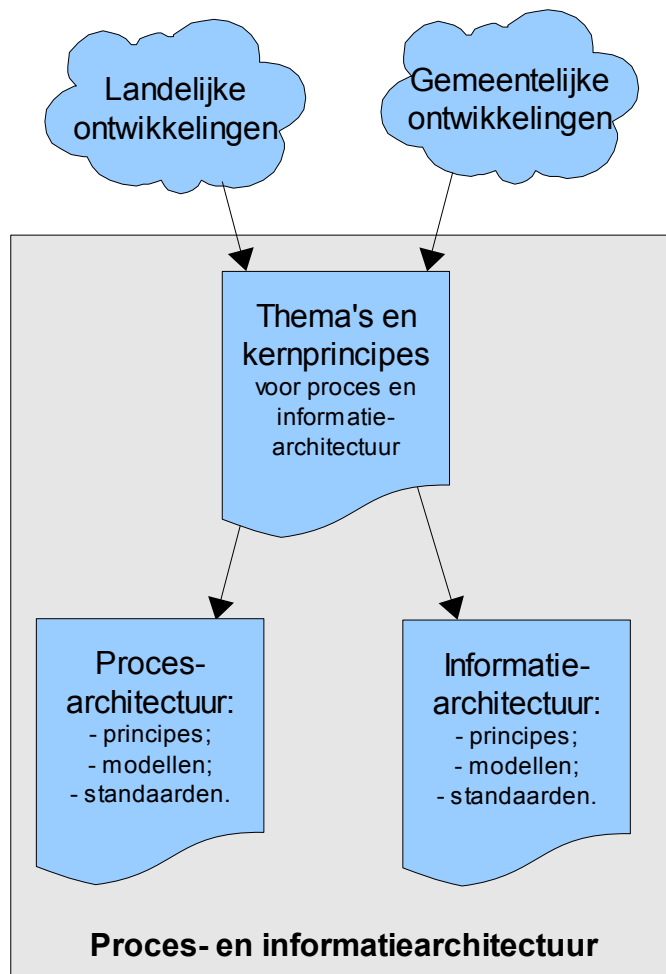 Landelijke
ontwikkelingen
Gemeentelijke
ontwikkelingen
Thema's en
kernprincipes
voor proces en
informatie-
architectuur
Proces-
architectuur:
- principes;
- modellen;
- standaarden.
Informatie-
architectuur:
- principes;
- modellen;
- standaarden.
Proces- en informatiearchitectuur